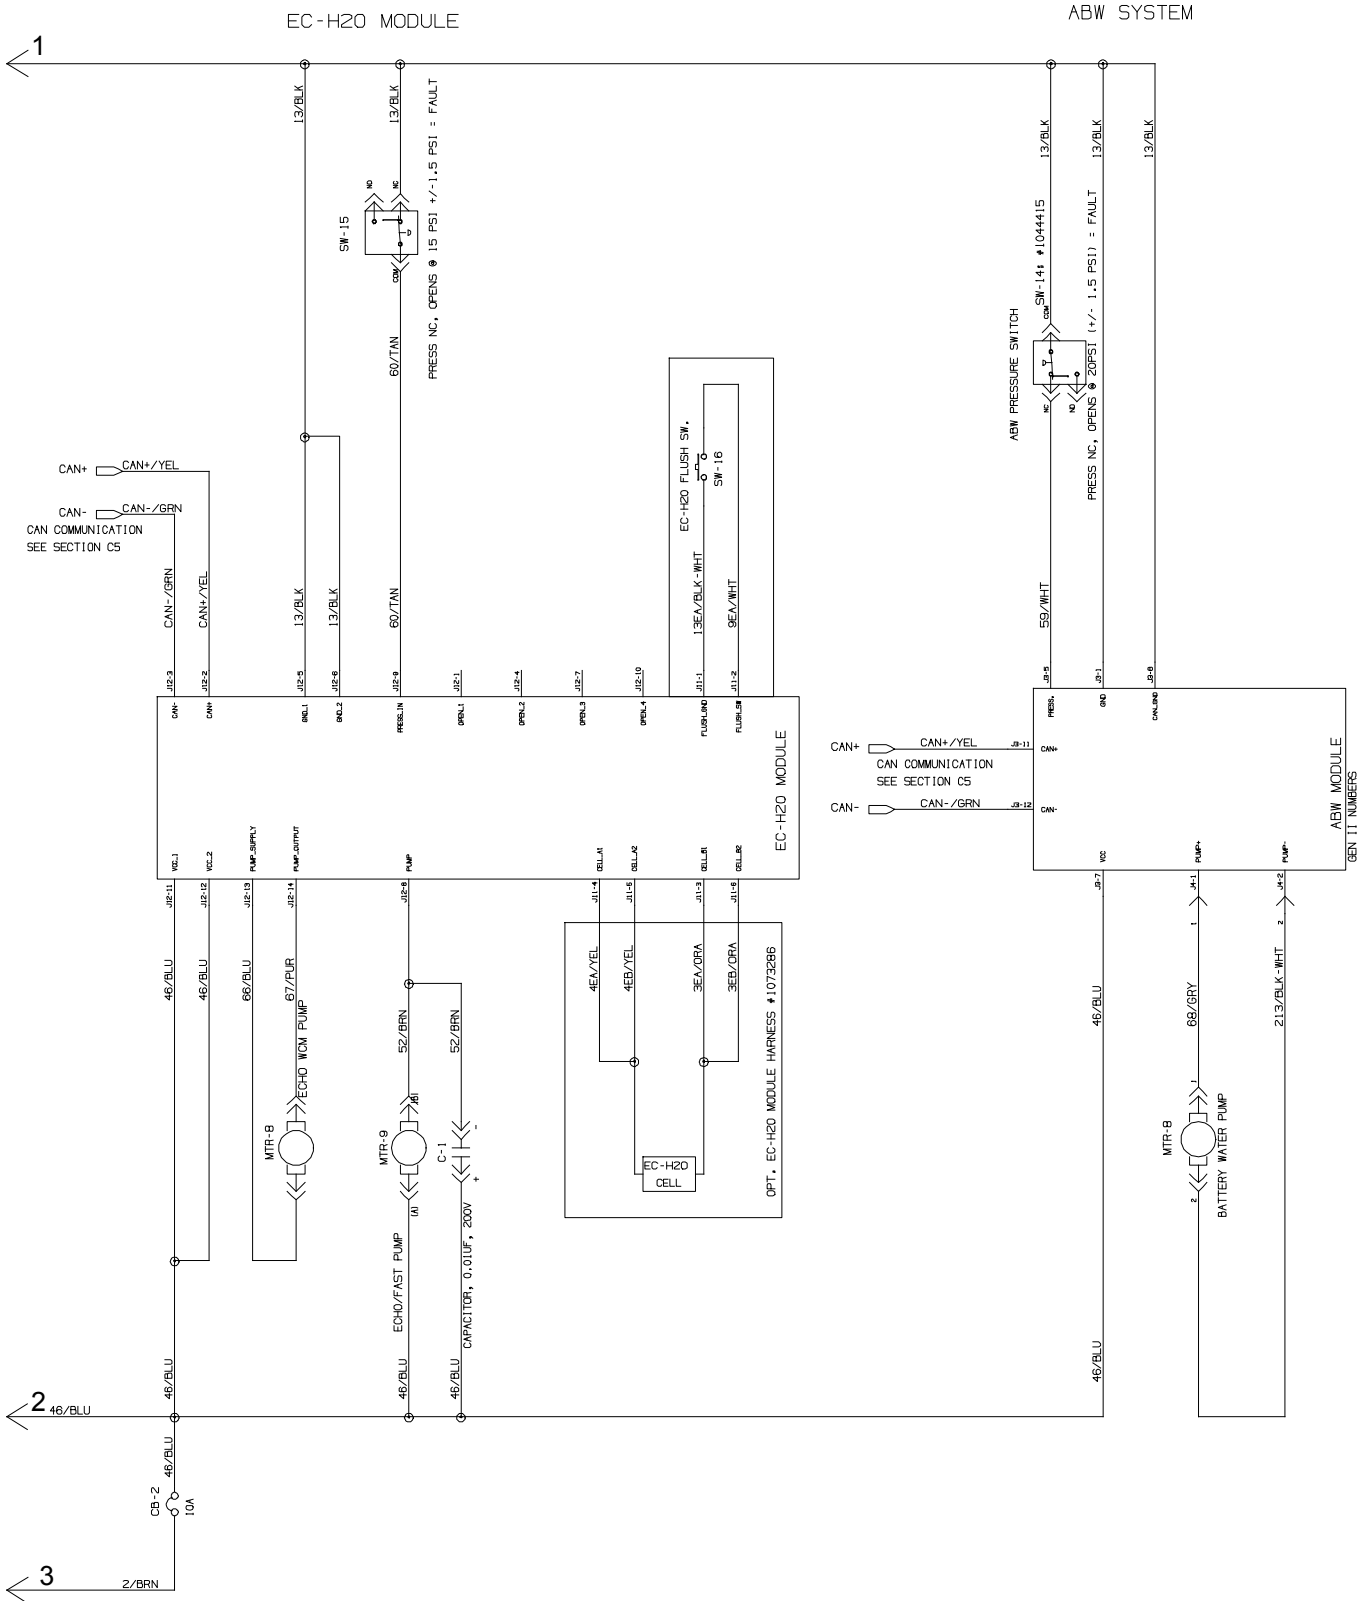 EC-H2O MODULE
ABW SYSTEM
1
13/BLK
13/BLK
13/BLK
13/BLK
13/BLK
NO
NC
SW-15
COM
PRESS NC, OPENS @ 15 PSI +/-1.5 PSI = FAULT
60/TAN
SW-14; #1044415
COM
ABW PRESSURE SWITCH
NC
NO
PRESS NC, OPENS @ 20PSI (+/- 1.5 PSI) = FAULT
CAN+
CAN+/YEL
CAN-
CAN-/GRN
CAN COMMUNICATION
SEE SECTION C5
EC-H2O FLUSH SW.
SW-16
CAN-/GRN
CAN+/YEL
13/BLK
13/BLK
60/TAN
13EA/BLK-WHT
9EA/WHT
59/WHT
J12-3
J12-2
J12-5
J12-6
J12-9
J12-1
J12-4
J12-7
J12-10
J11-1
J11-2
J3-5
J3-1
J9-8
CAN-
CAN+
GND_1
GND_2
PRESS_IN
OPEN_1
OPEN_2
OPEN_3
OPEN_4
FLUSH_GND
FLUSH_SW
PRESS.
GND
CAN_GND
EC-H2O MODULE
CAN+
CAN+/YEL
J3-11
CAN+
CAN COMMUNICATION
SEE SECTION C5
CAN-
CAN-/GRN
J3-12
CAN-
ABW MODULE
GEN II NUMBERS
VCC_1
VCC_2
PUMP_SUPPLY
PUMP_OUTPUT
PUMP
CELL_A1
CELL_A2
CELL_B1
CELL_B2
VCC
PUMP+
PUMP-
J12-11
J12-12
J12-13
J12-14
J12-8
J11-4
J11-5
J11-3
J11-6
J9-7
J4-1
J4-2
1
2
46/BLU
46/BLU
66/BLU
67/PUR
4EA/YEL
4EB/YEL
3EA/ORA
3EB/ORA
46/BLU
68/GRY
213/BLK-WHT
52/BRN
52/BRN
ECHO WCM PUMP
MTR-8
MTR-9
(B)
(A)
C-1
-
+
ECHO/FAST PUMP
CAPACITOR, 0.01UF, 200V
EC-H2O
CELL
OPT. EC-H2O MODULE HARNESS #1073286
1
MTR-8
2
BATTERY WATER PUMP
46/BLU
46/BLU
46/BLU
46/BLU
2
46/BLU
46/BLU
CB-2
10A
3
2/BRN